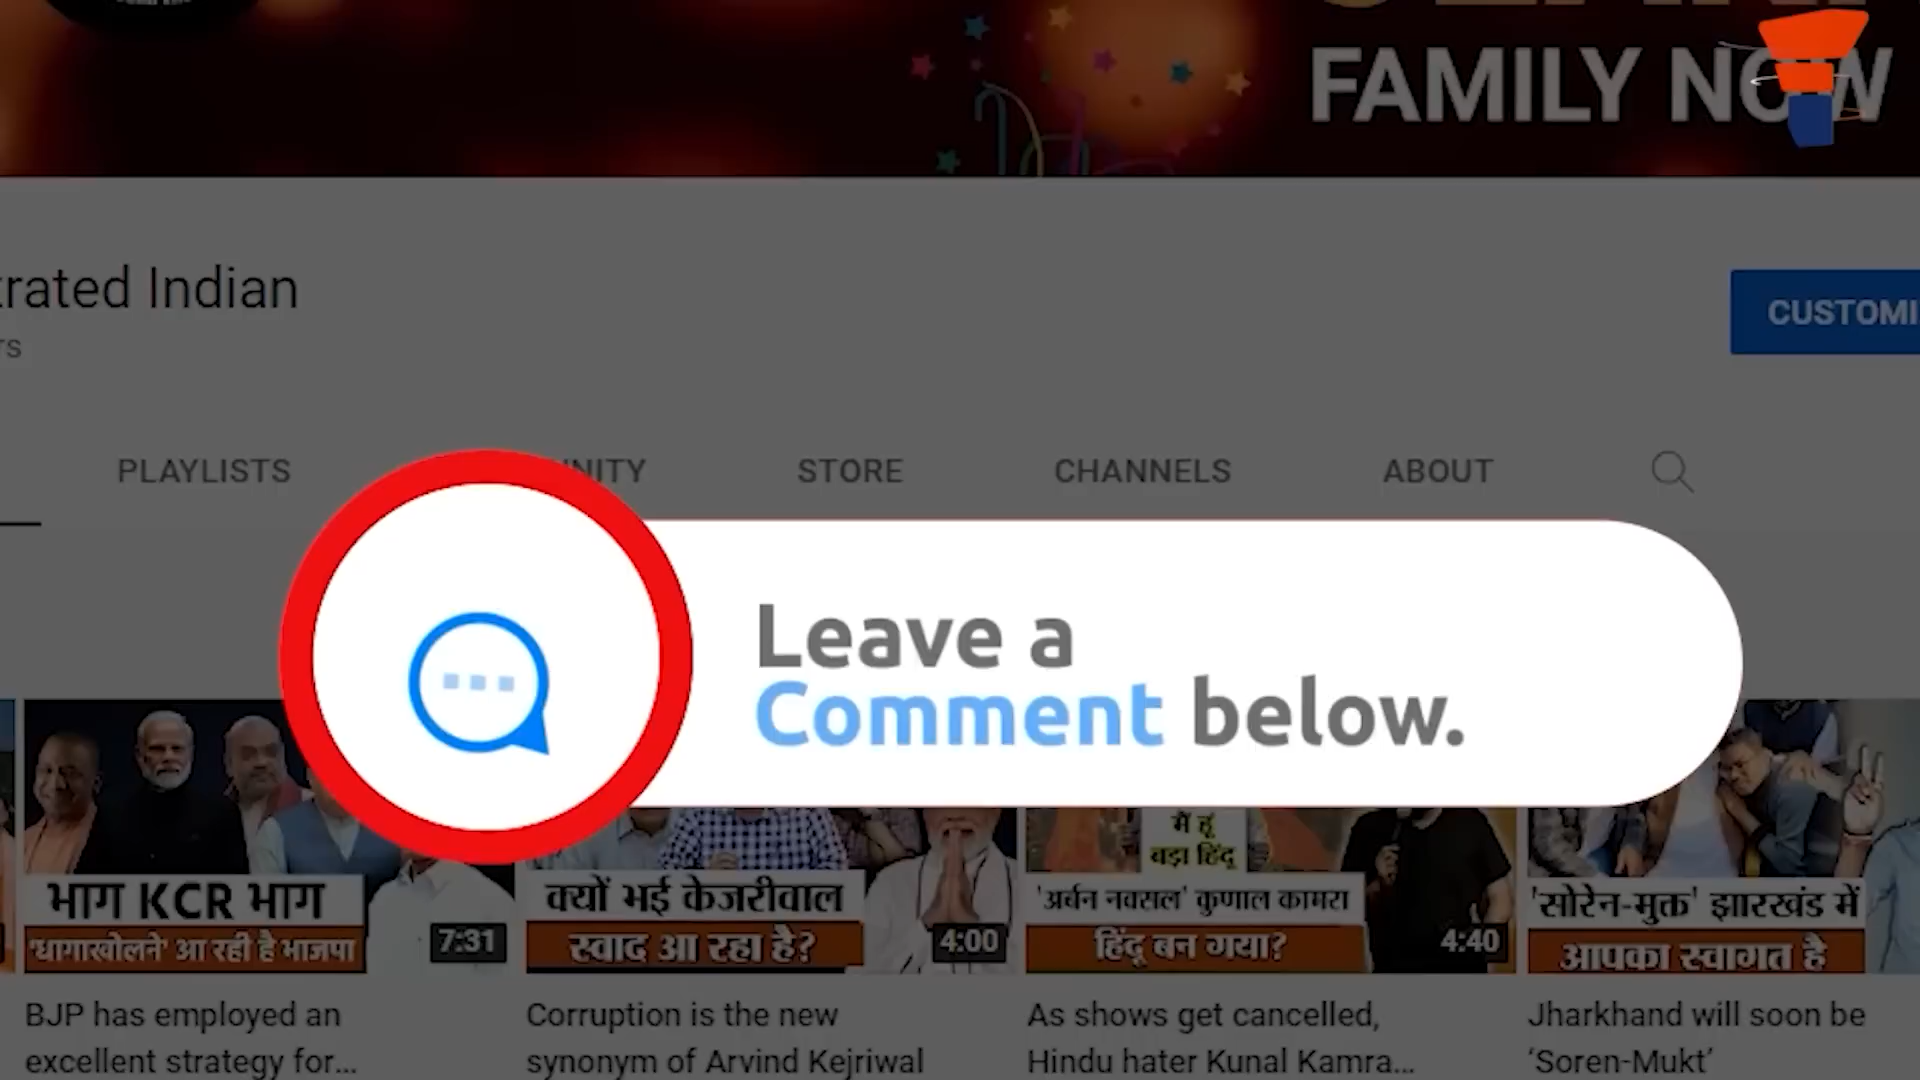 FAMILY NOW
trated Indian
rs
CUSTOMI
PLAYLISTS
NITY
STORE
CHANNELS
ABOUT
Leave a
Comment below.
भाग KCR भाग
'धागाखोलने' आ रही है भाजपा
7:31
क्यों भई केजरीवाल
स्वाद आ रहा है?
4:00
मैं हूं
बड़ा हिंदू
'अर्बन नक्सल' कुणाल कामरा
हिंदू बन गया?
4:40
'सोरेन-मुक्त' झारखंड में
आपका स्वागत है
BJP has employed an
excellent strategy for...
Corruption is the new
synonym of Arvind Kejriwal
As shows get cancelled,
Hindu hater Kunal Kamra...
Jharkhand will soon be
'Soren-Mukt'